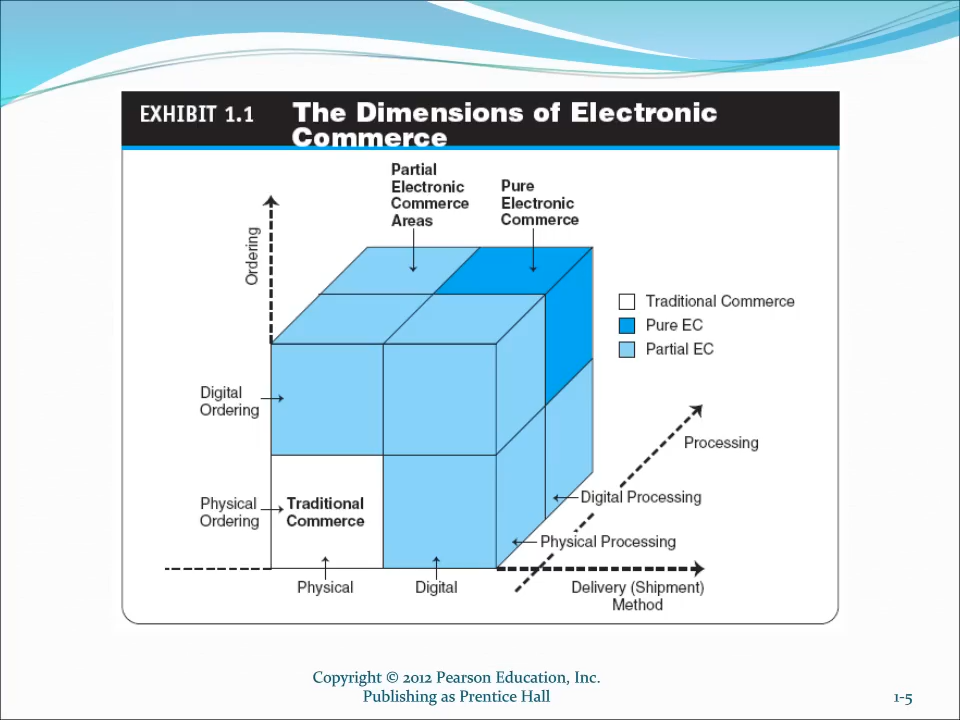 EXHIBIT 1.1 The Dimensions of Electronic
Commerce
Partial
Electronic
Commerce
Areas
Pure
Electronic
Commerce
Ordering
Traditional Commerce
Pure EC
Partial EC
Digital
Ordering
Processing
Physical
Ordering
Traditional
Commerce
Digital Processing
Physical Processing
Physical
Digital
Delivery (Shipment)
Method
Copyright © 2012 Pearson Education, Inc.
Publishing as Prentice Hall
1-5